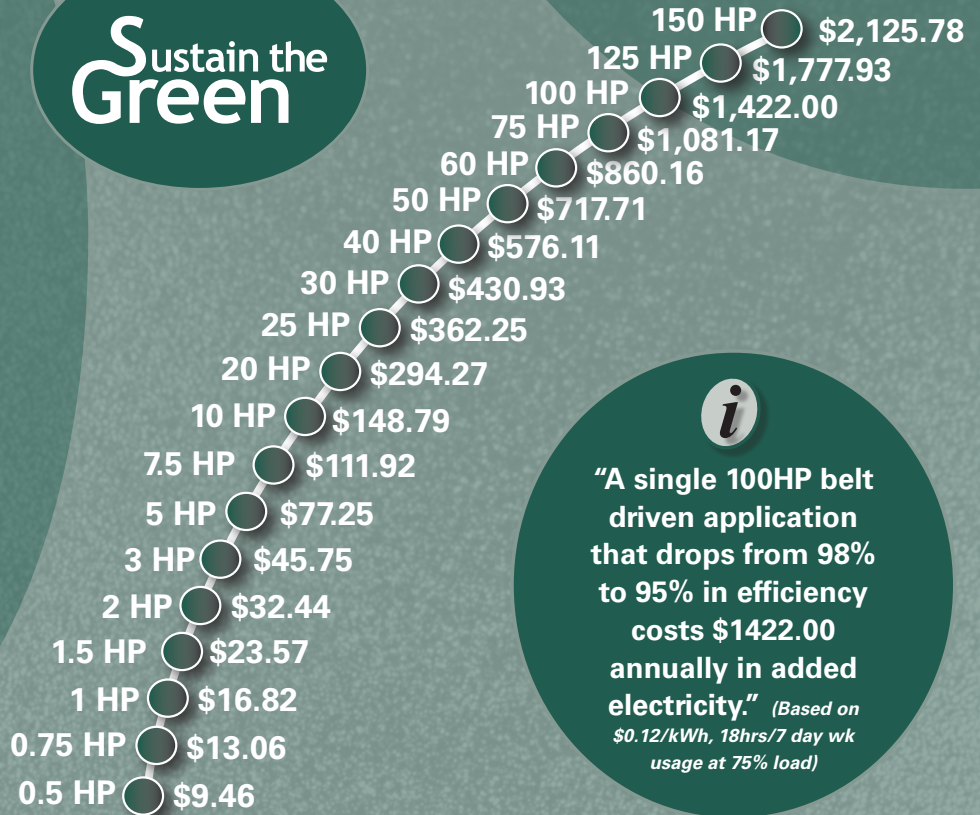 Sustain the
Green
150 HP $2,125.78
125 HP $1,777.93
100 HP $1,422.00
75 HP $1,081.17
60 HP $860.16
50 HP $717.71
40 HP $576.11
30 HP $430.93
25 HP $362.25
20 HP $294.27
10 HP $148.79
7.5 HP $111.92
5 HP $77.25
3 HP $45.75
2 HP $32.44
1.5 HP $23.57
1 HP $16.82
0.75 HP $13.06
0.5 HP $9.46
i
“A single 100HP belt
driven application
that drops from 98%
to 95% in efficiency
costs $1422.00
annually in added
electricity.” (Based on
$0.12/kWh, 18hrs/7 day wk
usage at 75% load)